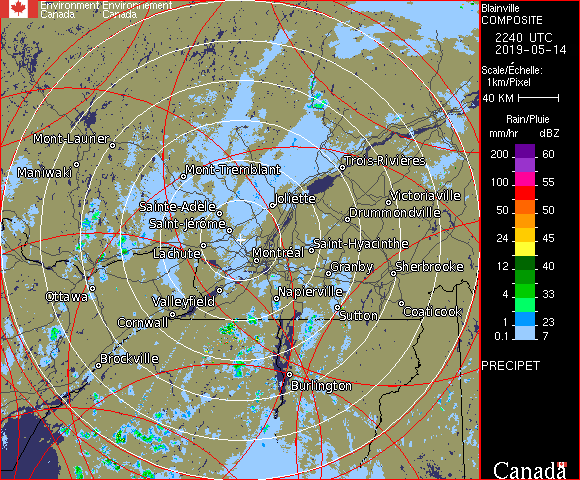 Environment Environnement
Canada Canada
Blainville
COMPOSITE
2240 UTC
2019-05-14
Scale/Échelle:
1km/Pixel
40 KM
Rain/Pluie
mm/hr dBZ
200 60
100 55
50 50
24 45
12 40
4 33
1 23
0.1 7
PRECIPET
Mont-Laurier
Maniwaki
Mont-Tremblant
Trois-Rivières
Sainte-Adèle
Joliette
Victoriaville
Saint-Jérôme
Drummondville
Lachute
Montréal
Saint-Hyacinthe
Granby
Sherbrooke
Ottawa
Valleyfield
Napierville
Cornwall
Sutton
Coaticook
Brockville
Burlington
Canada